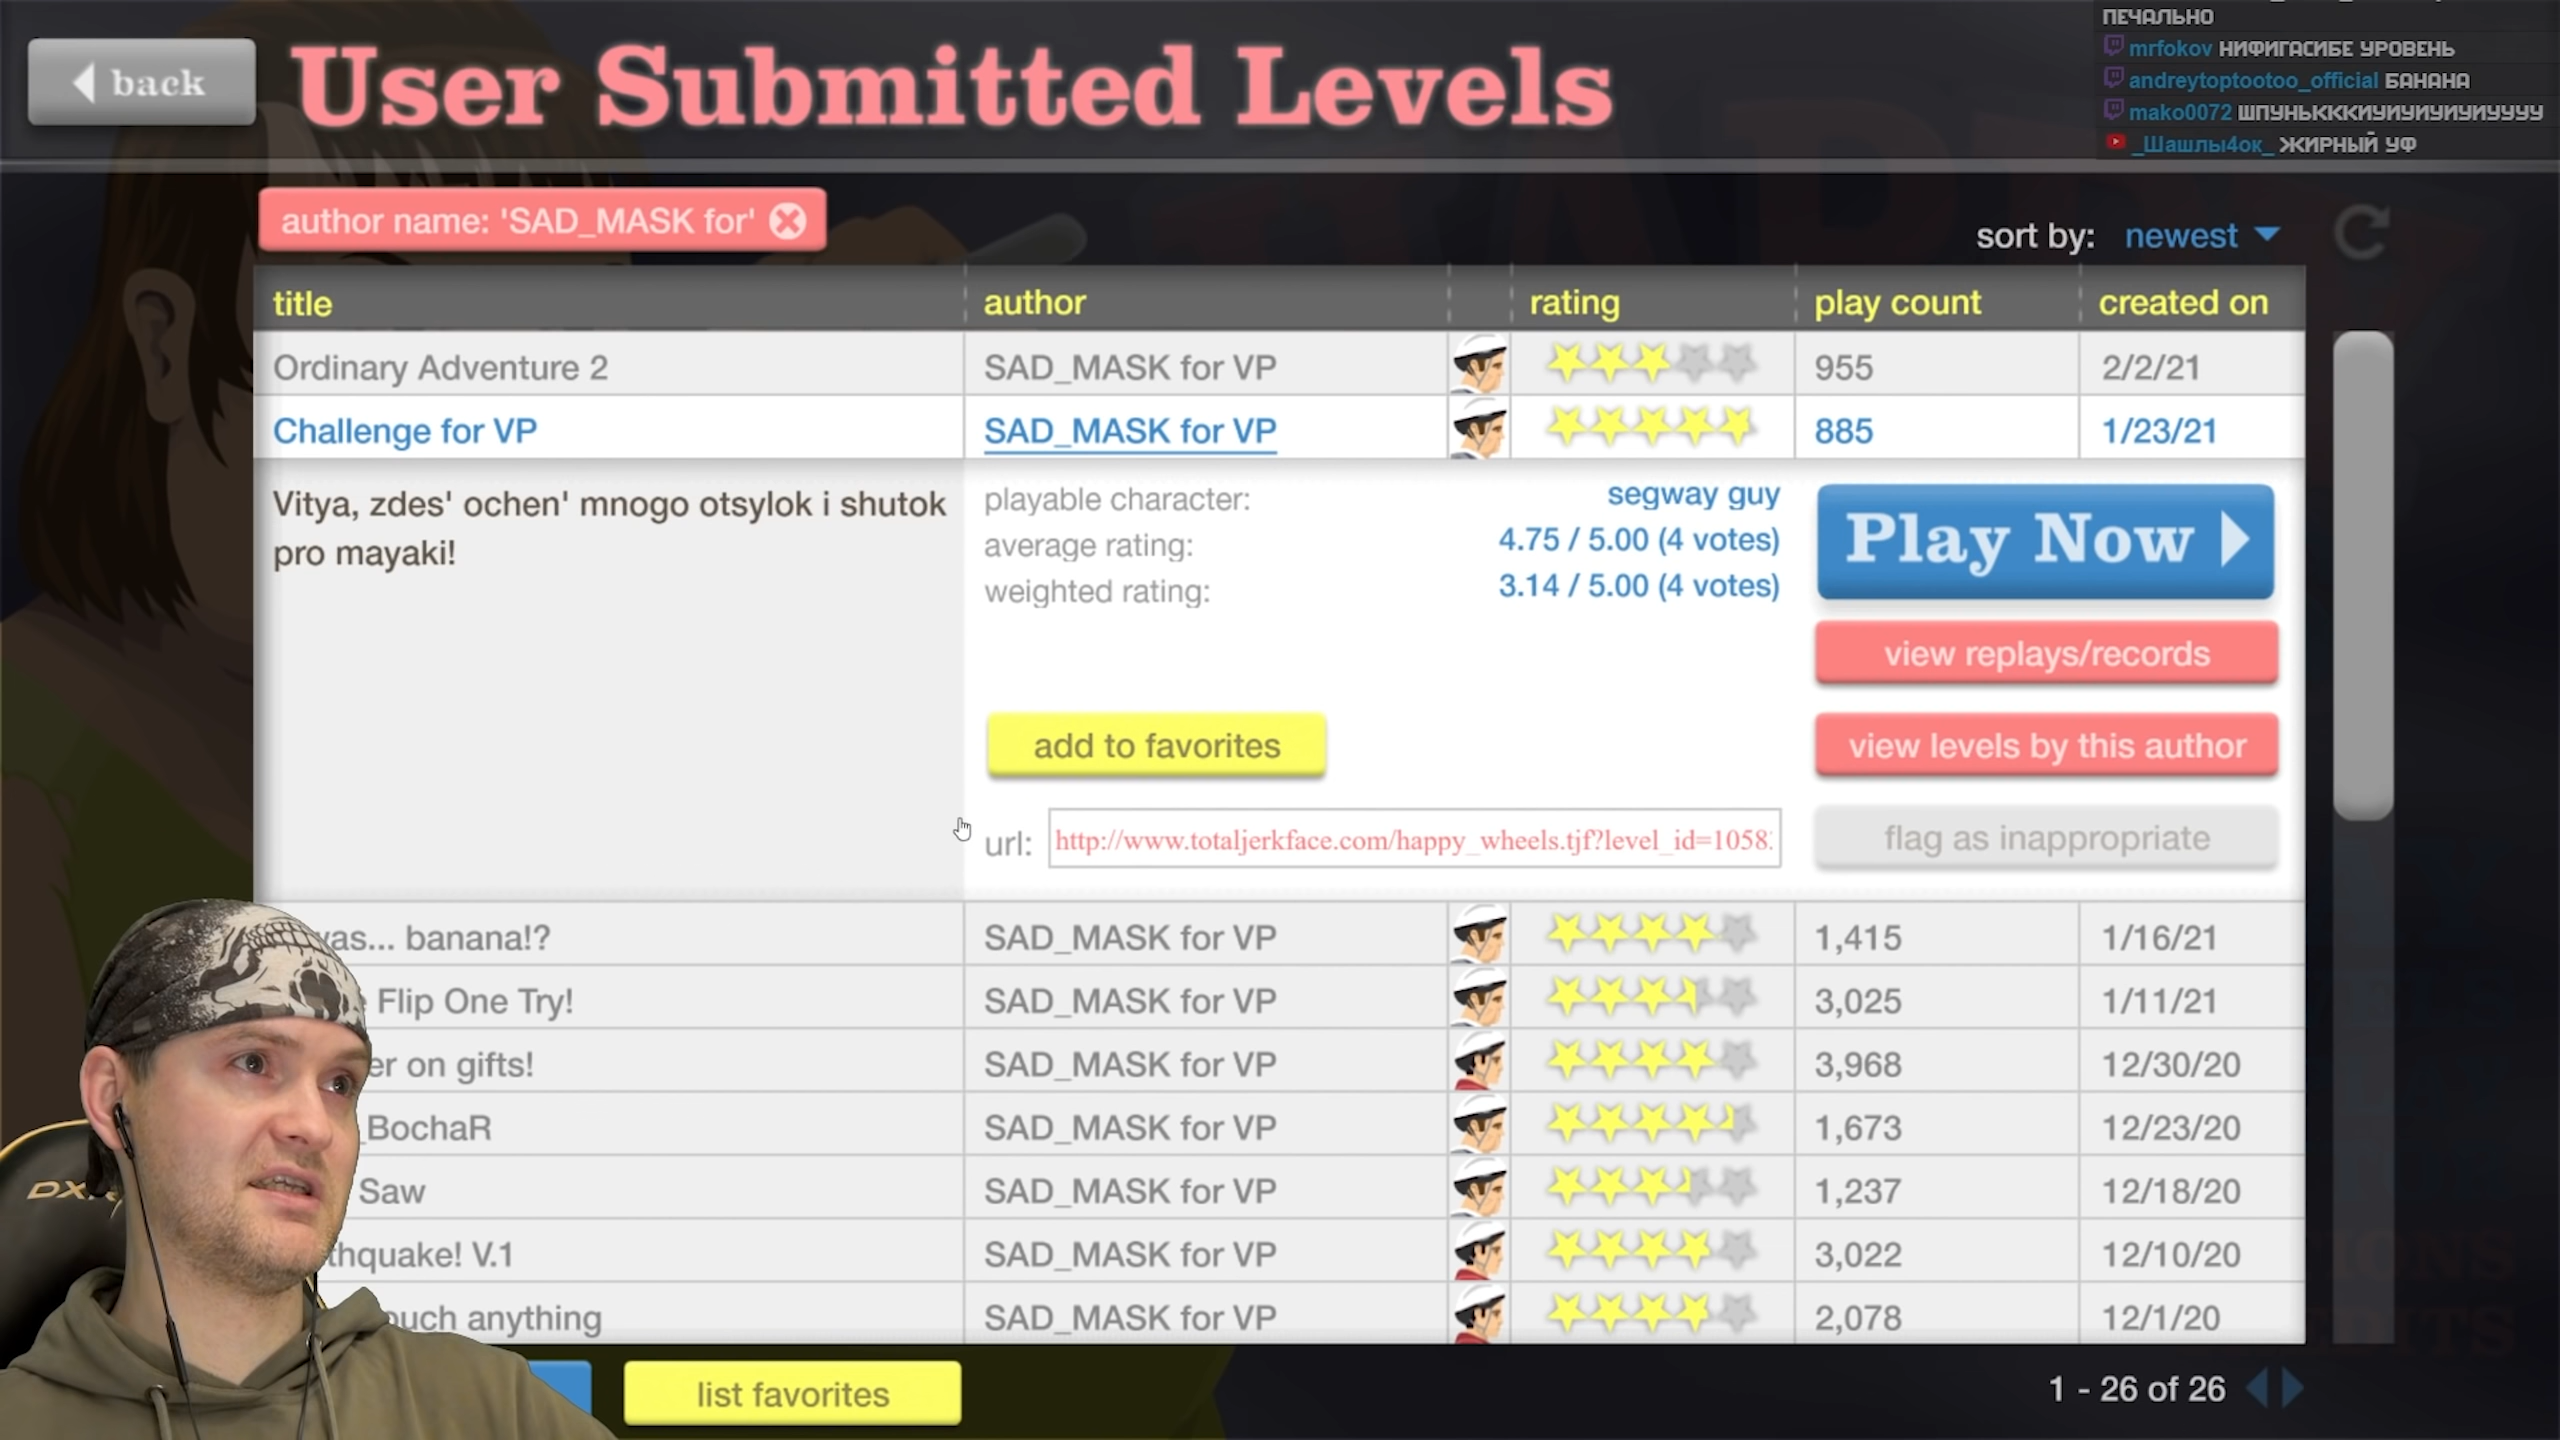 ПЕЧАЛЬНО
mrfokov НИФИГАСИБЕ УРОВЕНЬ
andreytoptootoo_official БАНАНА
mako0072 ШПУНЬКККИУИУИУИУИУУУУ
_Шашлы4ок_ ЖИРНЫЙ УФ
back
User Submitted Levels
author name: 'SAD_MASK for'
sort by: newest
title author rating play count created on
Ordinary Adventure 2 SAD_MASK for VP 955 2/2/21
Challenge for VP SAD_MASK for VP 885 1/23/21
Vitya, zdes' ochen' mnogo otsylok i shutok
pro mayaki!
playable character: segway guy
average rating: 4.75 / 5.00 (4 votes)
weighted rating: 3.14 / 5.00 (4 votes)
Play Now
view replays/records
add to favorites
view levels by this author
url: http://www.totaljerkface.com/happy_wheels.tjf?level_id=1058
flag as inappropriate
was... banana!? SAD_MASK for VP 1,415 1/16/21
Flip One Try! SAD_MASK for VP 3,025 1/11/21
er on gifts! SAD_MASK for VP 3,968 12/30/20
_BochaR SAD_MASK for VP 1,673 12/23/20
Saw SAD_MASK for VP 1,237 12/18/20
thquake! V.1 SAD_MASK for VP 3,022 12/10/20
ouch anything SAD_MASK for VP 2,078 12/1/20
list favorites
1 - 26 of 26